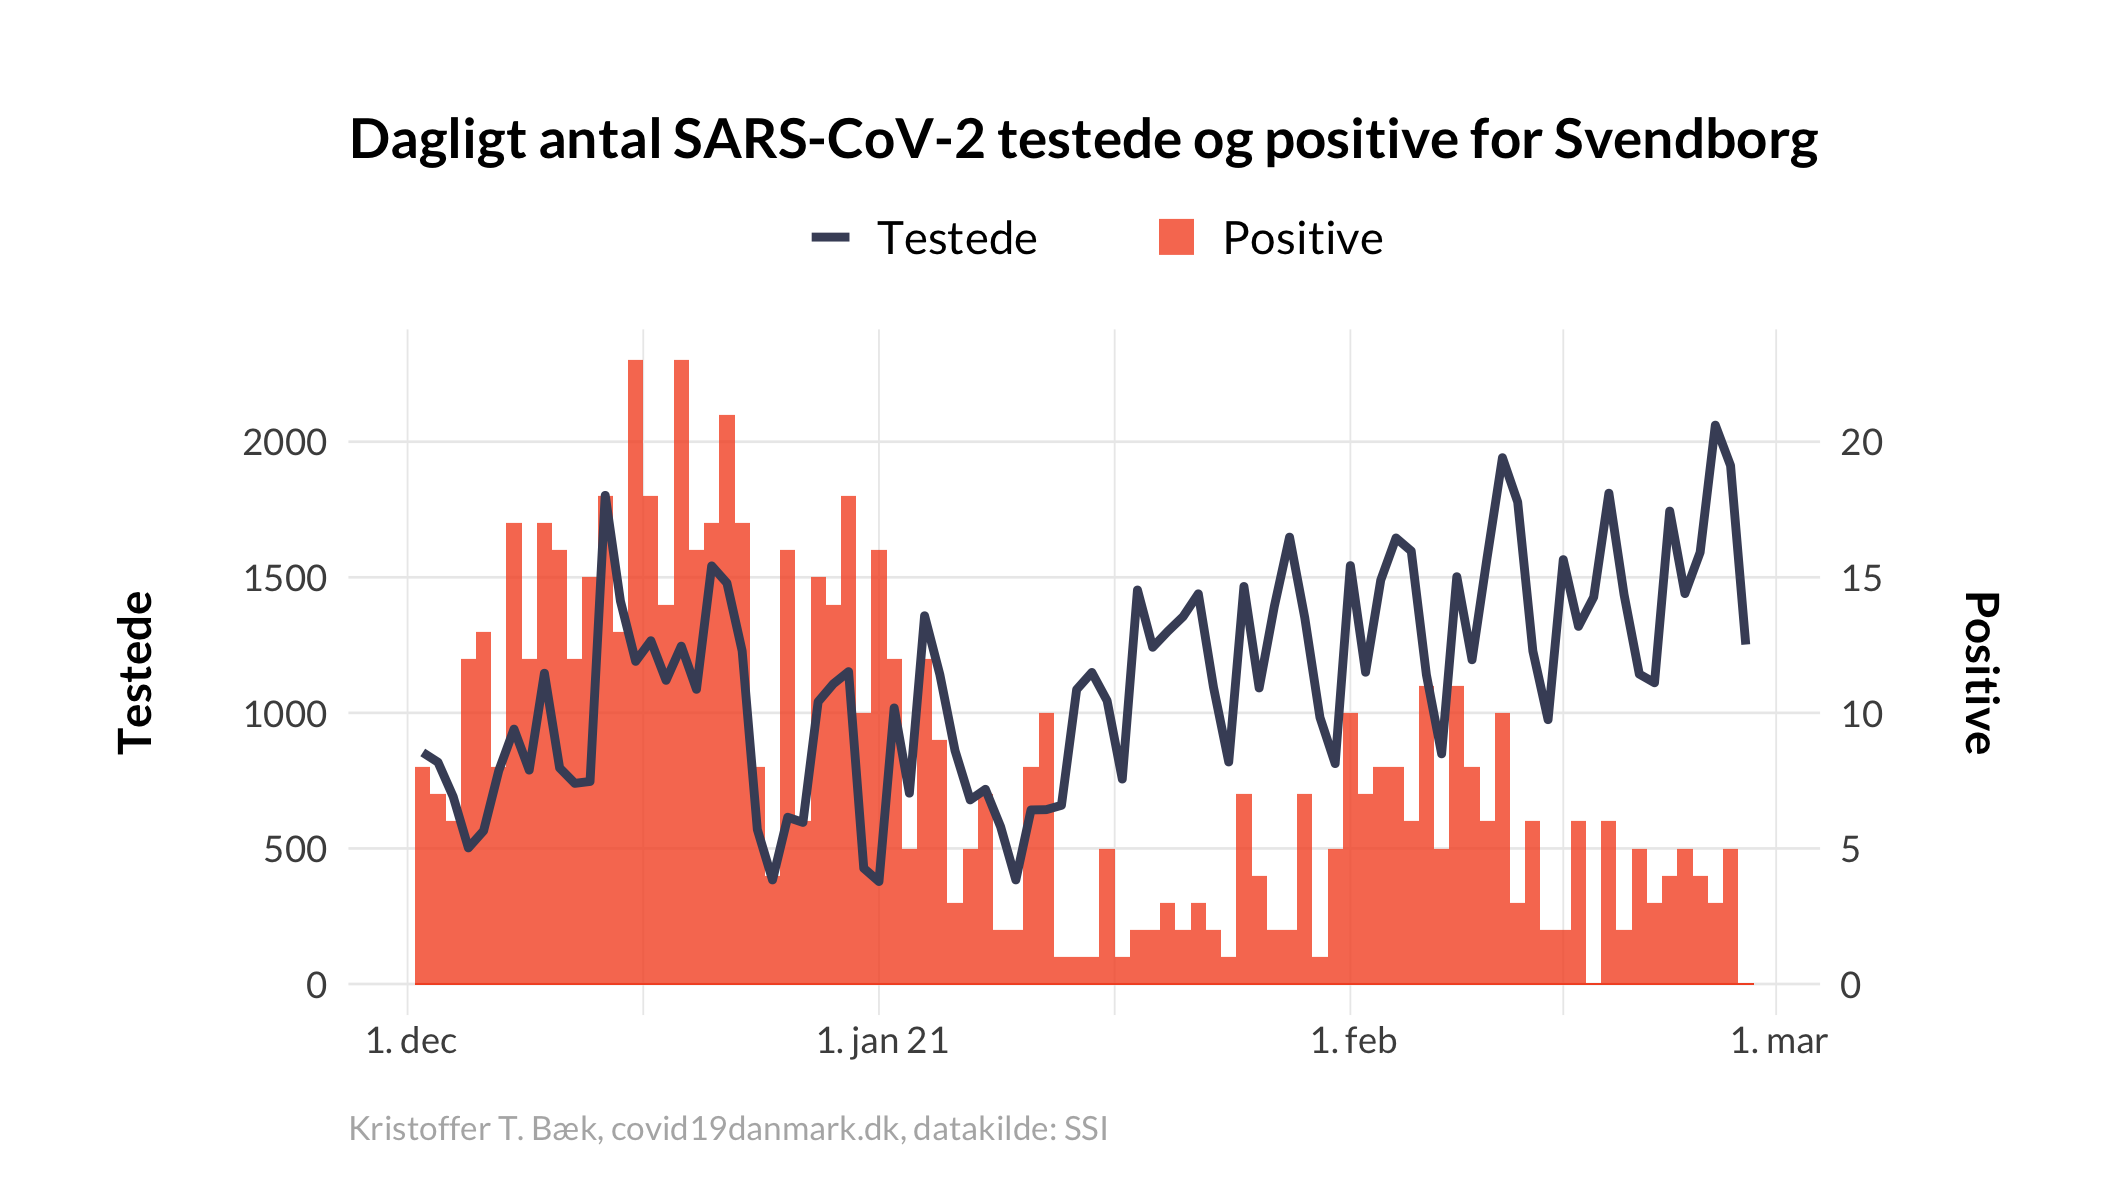 Dagligt antal SARS-CoV-2 testede og positive for Svendborg
Testede Positive
Testede
2000
1500
1000
500
0
20
15
10
5
0
Positive
1. dec 1. jan 21 1. feb 1. mar
Kristoffer T. Bæk, covid19danmark.dk, datakilde: SSI